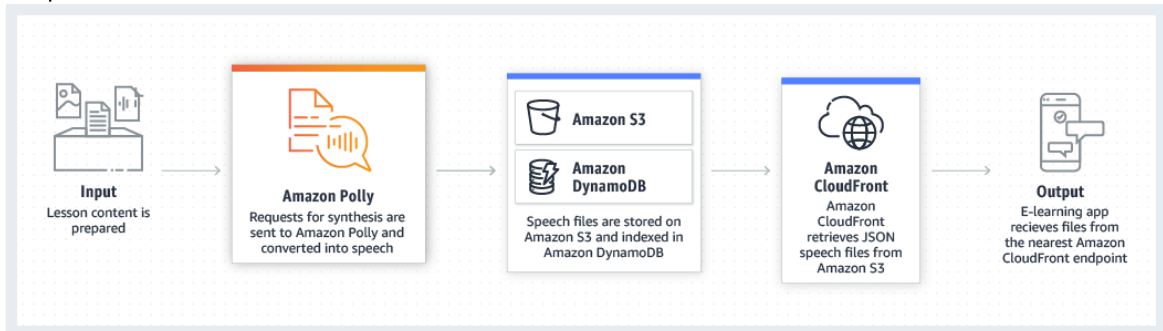 Input
Lesson content is
prepared
Amazon Polly
Requests for synthesis are
sent to Amazon Polly and
converted into speech
Amazon S3
Amazon
DynamoDB
Speech files are stored on
Amazon S3 and indexed in
Amazon DynamoDB
Amazon
CloudFront
Amazon
CloudFront
retrieves JSON
speech files from
Amazon S3
Output
E-learning app
recieves files from
the nearest Amazon
CloudFront endpoint